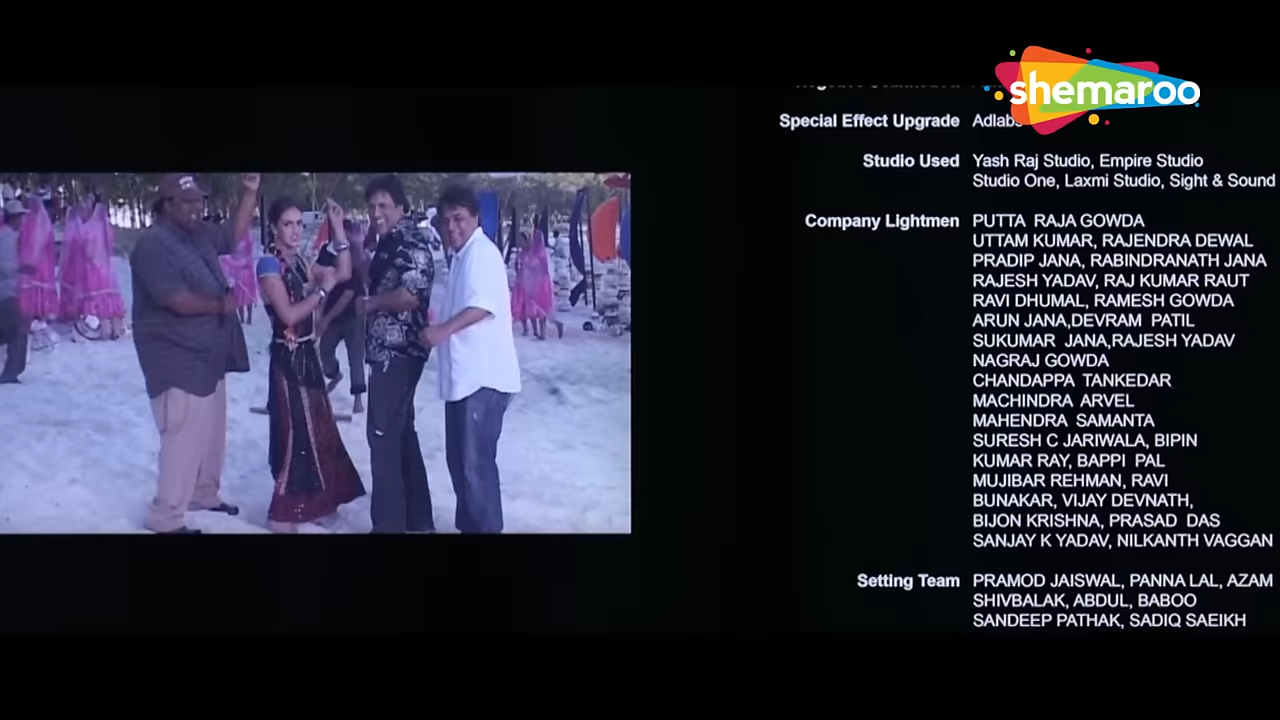 shemaroo
Special Effect Upgrade Adlabs
Studio Used Yash Raj Studio, Empire Studio
Studio One, Laxmi Studio, Sight & Sound
Company Lightmen PUTTA RAJA GOWDA
UTTAM KUMAR, RAJENDRA DEWAL
PRADIP JANA, RABINDRANATH JANA
RAJESH YADAV, RAJ KUMAR RAUT
RAVI DHUMAL, RAMESH GOWDA
ARUN JANA,DEVRAM PATIL
SUKUMAR JANA,RAJESH YADAV
NAGRAJ GOWDA
CHANDAPPA TANKEDAR
MACHINDRA ARVEL
MAHENDRA SAMANTA
SURESH C JARIWALA, BIPIN
KUMAR RAY, BAPPI PAL
MUJIBAR REHMAN, RAVI
BUNAKAR, VIJAY DEVNATH,
BIJON KRISHNA, PRASAD DAS
SANJAY K YADAV, NILKANTH VAGGAN
Setting Team PRAMOD JAISWAL, PANNA LAL, AZAM
SHIVBALAK, ABDUL, BABOO
SANDEEP PATHAK, SADIQ SAEIKH